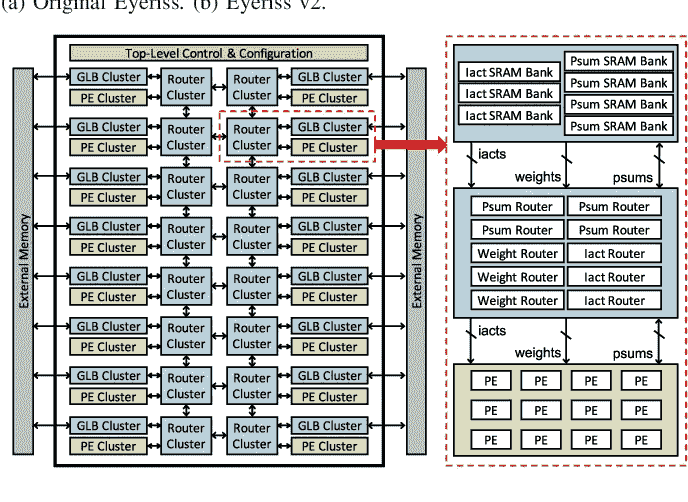 (a) Original Eyeriss. (b) Eyeriss v2.
Top-Level Control & Configuration
External Memory
GLB Cluster
PE Cluster
Router Cluster
Router Cluster
GLB Cluster
PE Cluster
GLB Cluster
PE Cluster
Router Cluster
Router Cluster
GLB Cluster
PE Cluster
GLB Cluster
PE Cluster
Router Cluster
Router Cluster
GLB Cluster
PE Cluster
GLB Cluster
PE Cluster
Router Cluster
Router Cluster
GLB Cluster
PE Cluster
GLB Cluster
PE Cluster
Router Cluster
Router Cluster
GLB Cluster
PE Cluster
GLB Cluster
PE Cluster
Router Cluster
Router Cluster
GLB Cluster
PE Cluster
GLB Cluster
PE Cluster
Router Cluster
Router Cluster
GLB Cluster
PE Cluster
GLB Cluster
PE Cluster
Router Cluster
Router Cluster
GLB Cluster
PE Cluster
External Memory
Iact SRAM Bank
Iact SRAM Bank
Iact SRAM Bank
Psum SRAM Bank
Psum SRAM Bank
Psum SRAM Bank
Psum SRAM Bank
iacts
weights
psums
Psum Router
Psum Router
Psum Router
Psum Router
Weight Router
Iact Router
Weight Router
Iact Router
Weight Router
Iact Router
iacts
weights
psums
PE PE PE PE
PE PE PE PE
PE PE PE PE